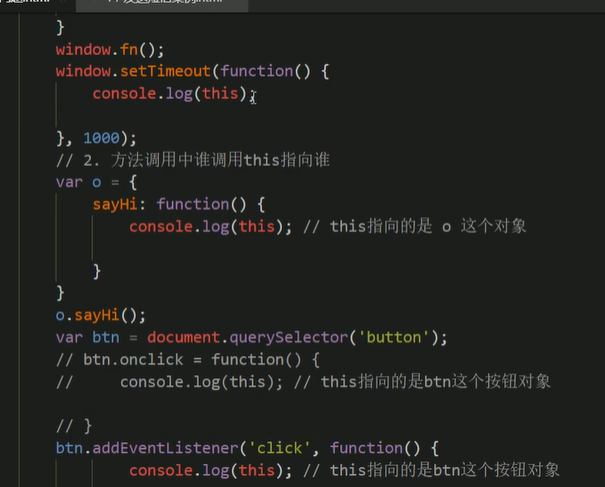 }
window.fn();
window.setTimeout(function() {
console.log(this);
}, 1000);
// 2. 方法调用中谁调用this指向谁
var o = {
sayHi: function() {
console.log(this); // this指向的是 o 这个对象
}
}
o.sayHi();
var btn = document.querySelector('button');
// btn.onclick = function() {
// console.log(this); // this指向的是btn这个按钮对象
// }
btn.addEventListener('click', function() {
console.log(this); // this指向的是btn这个按钮对象